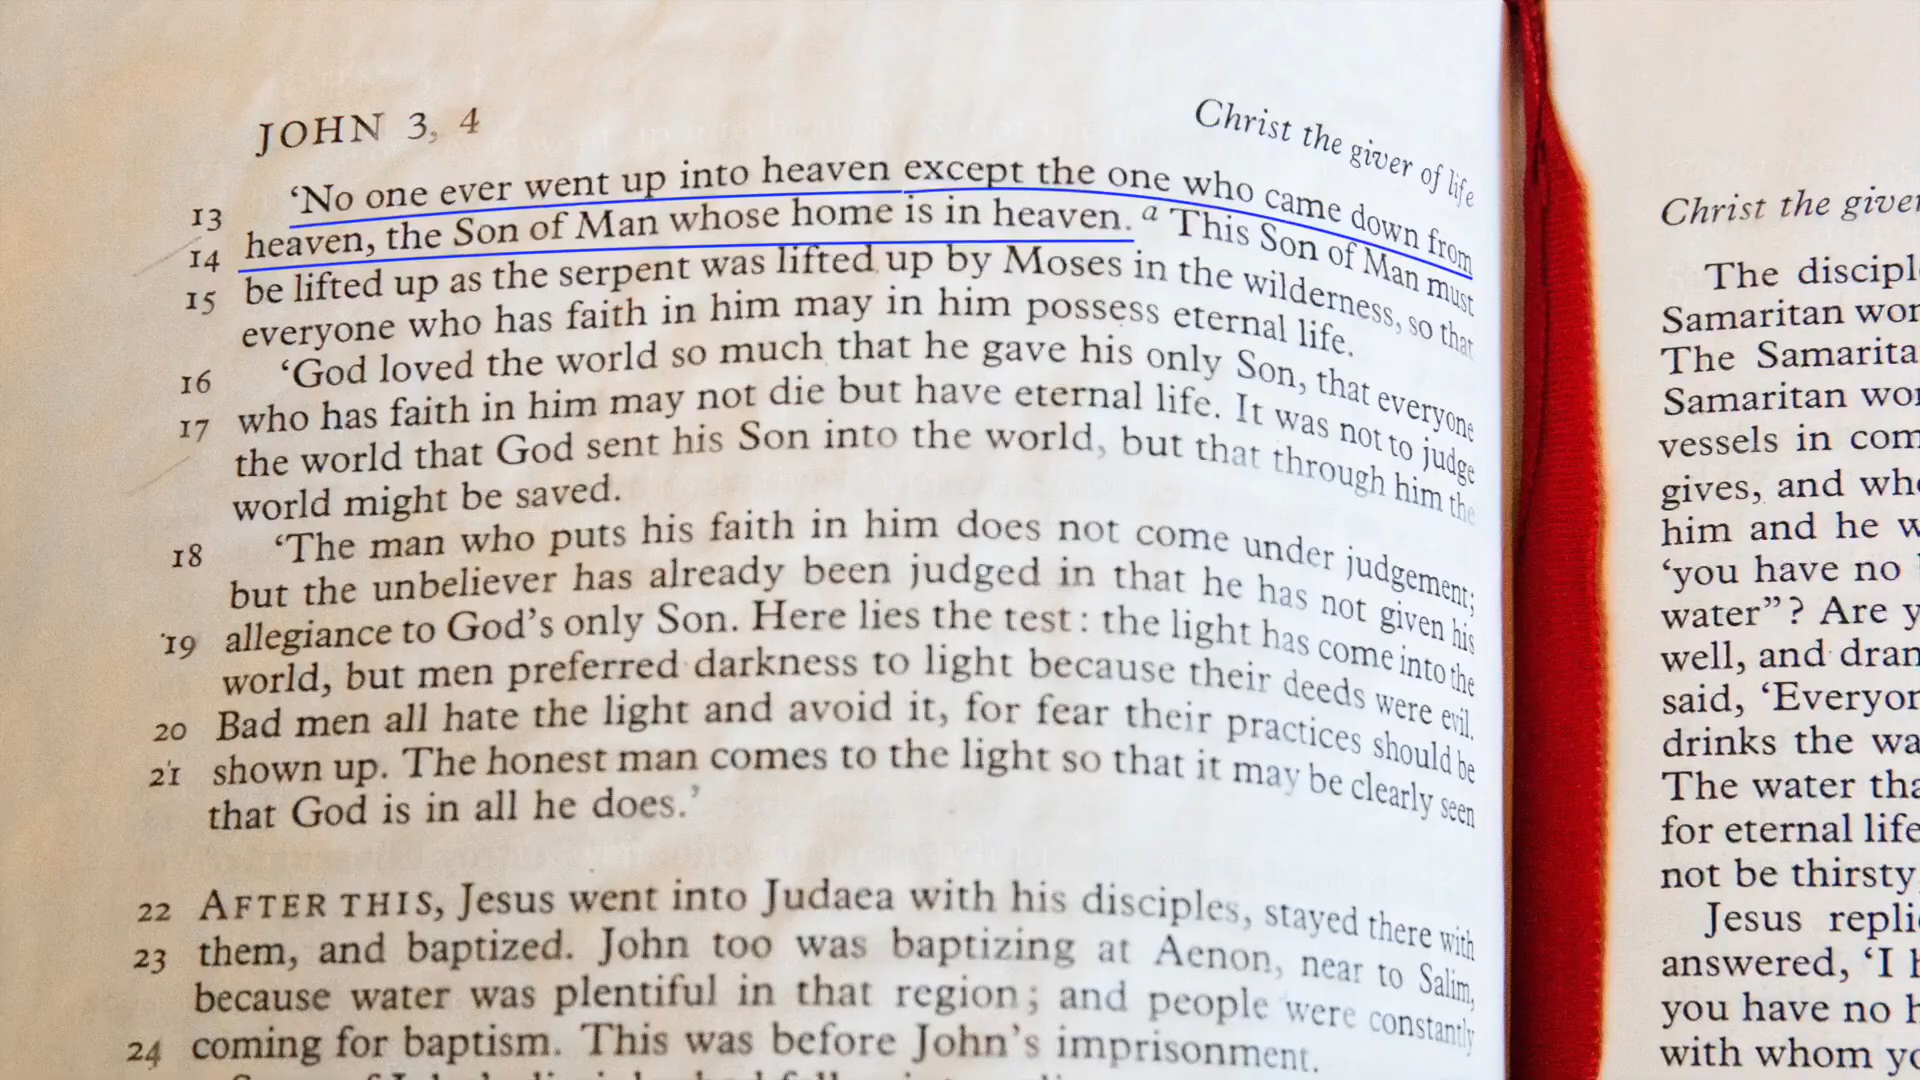 JOHN 3, 4
Christ the giver of life
13 ‘No one ever went up into heaven except the one who came down from
14 heaven, the Son of Man whose home is in heaven. a This Son of Man must
15 be lifted up as the serpent was lifted up by Moses in the wilderness, so that
everyone who has faith in him may in him possess eternal life.
16 ‘God loved the world so much that he gave his only Son, that everyone
17 who has faith in him may not die but have eternal life. It was not to judge
the world that God sent his Son into the world, but that through him the
world might be saved.
18 ‘The man who puts his faith in him does not come under judgement;
but the unbeliever has already been judged in that he has not given his
19 allegiance to God’s only Son. Here lies the test: the light has come into the
world, but men preferred darkness to light because their deeds were evil.
20 Bad men all hate the light and avoid it, for fear their practices should be
21 shown up. The honest man comes to the light so that it may be clearly seen
that God is in all he does.’
22 AFTER THIS, Jesus went into Judaea with his disciples, stayed there with
23 them, and baptized. John too was baptizing at Aenon, near to Salim,
because water was plentiful in that region; and people were constantly
24 coming for baptism. This was before John’s imprisonment.
Christ the giver
The discipl
Samaritan wo
The Samarita
Samaritan wo
vessels in com
gives, and wh
him and he w
‘you have no
water”? Are y
well, and dran
said, ‘Everyo
drinks the wa
The water tha
for eternal life
not be thirsty
Jesus repli
answered, ‘I h
you have no h
with whom yo